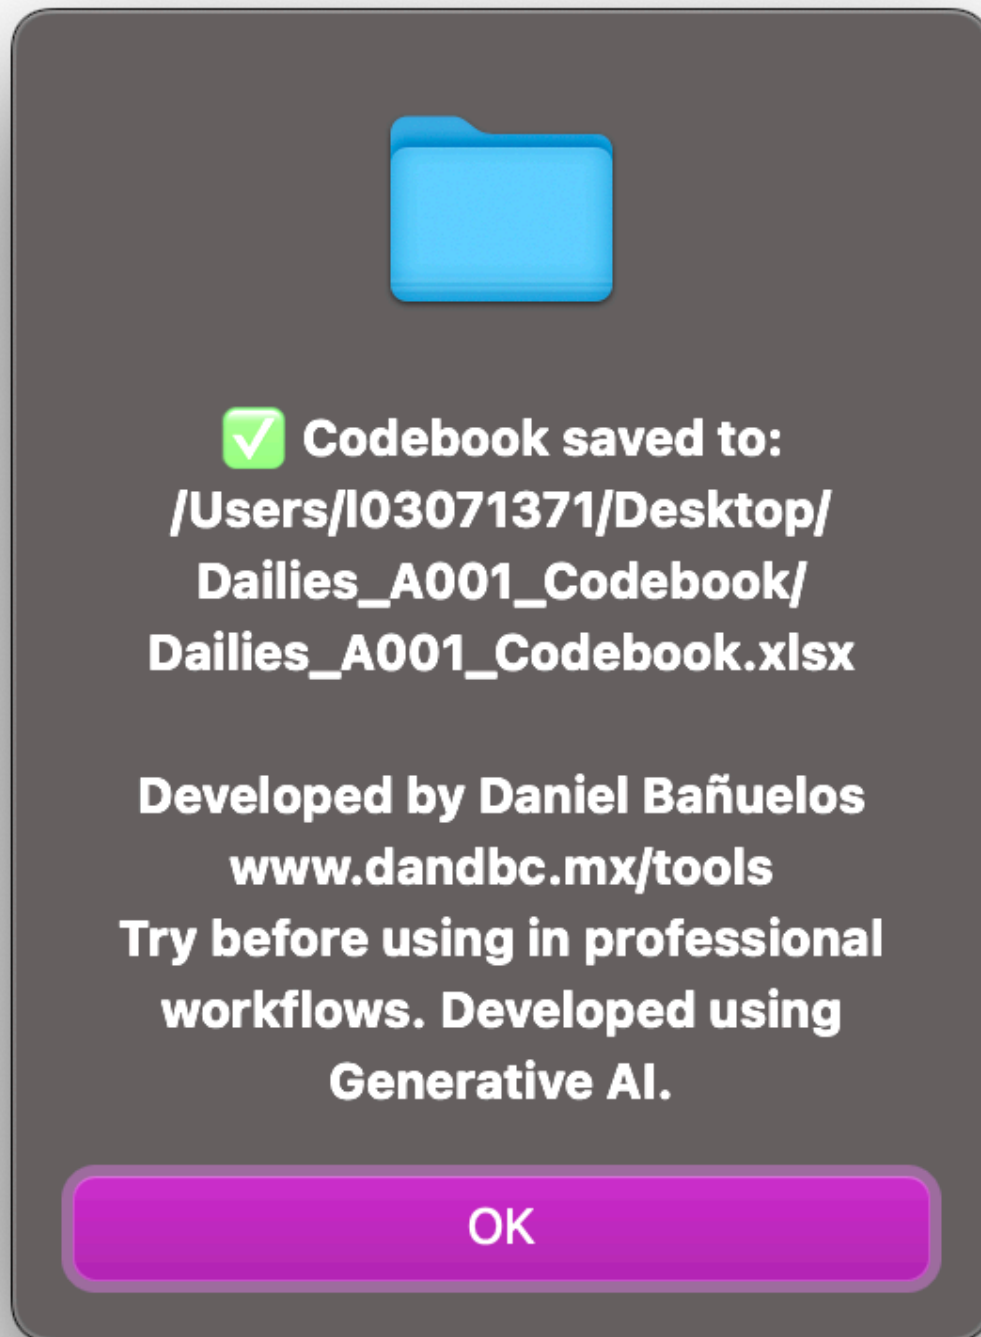 ✅ Codebook saved to:
/Users/l03071371/Desktop/
Dailies_A001_Codebook/
Dailies_A001_Codebook.xlsx
Developed by Daniel Bañuelos
www.dandbc.mx/tools
Try before using in professional
workflows. Developed using
Generative AI.
OK